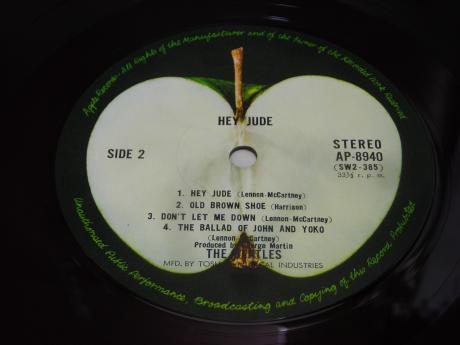 Apple Records. All Rights of the Manufacturer and of the Owner of the Recorded Work Reserved
HEY JUDE
SIDE 2
STEREO
AP-8940
(SW2-385)
33⅓ r. p. m.
1. HEY JUDE (Lennon-McCartney)
2. OLD BROWN SHOE (Harrison)
3. DON'T LET ME DOWN (Lennon-McCartney)
4. THE BALLAD OF JOHN AND YOKO
(Lennon-McCartney)
Produced by George Martin
THE BEATLES
MFD. BY TOSHIBA MUSICAL INDUSTRIES
Unauthorised Public Performance, Broadcasting and Copying of this Record Prohibited